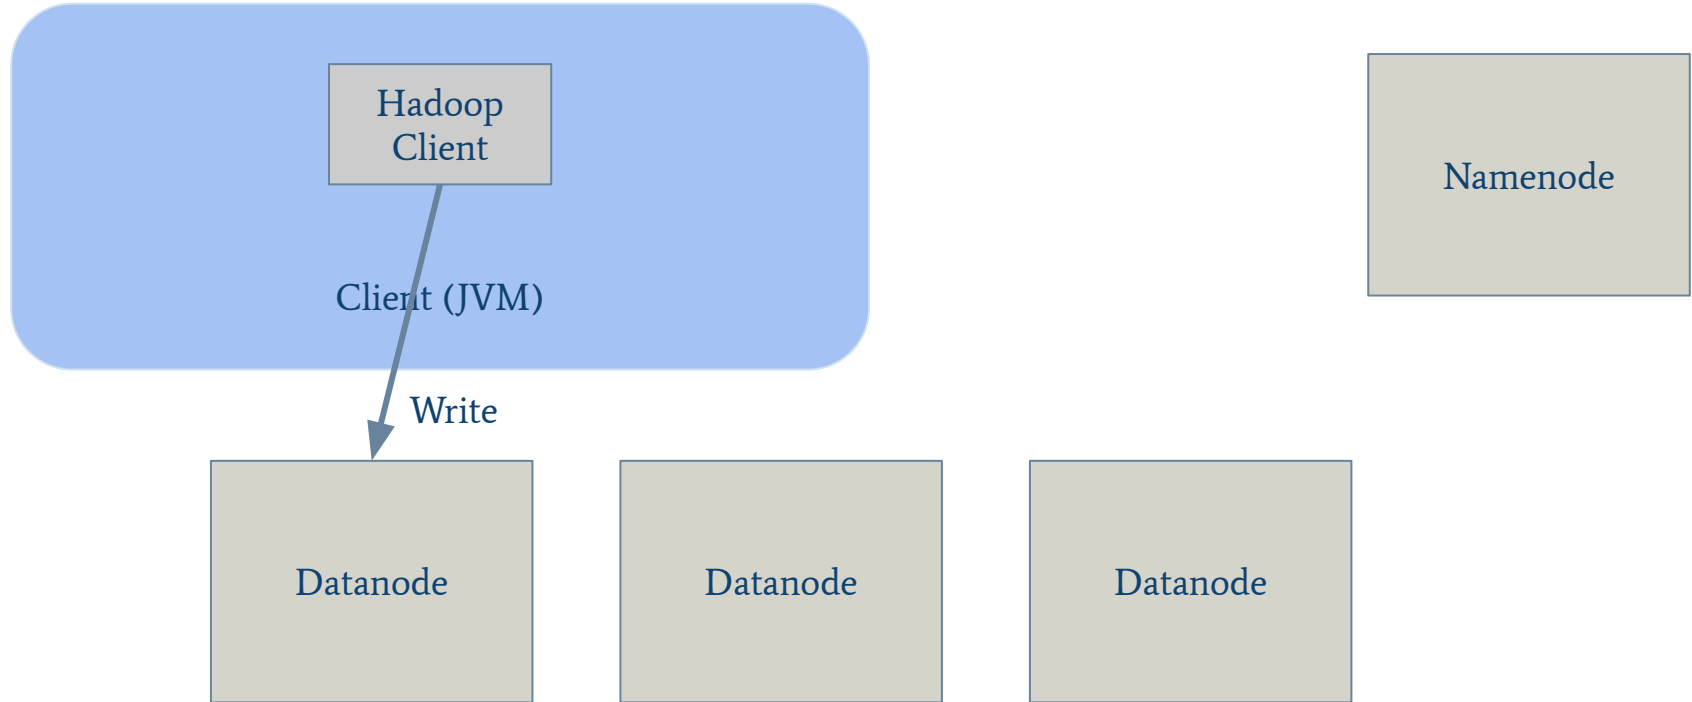 Hadoop
Client
Namenode
Client (JVM)
Write
Datanode
Datanode
Datanode